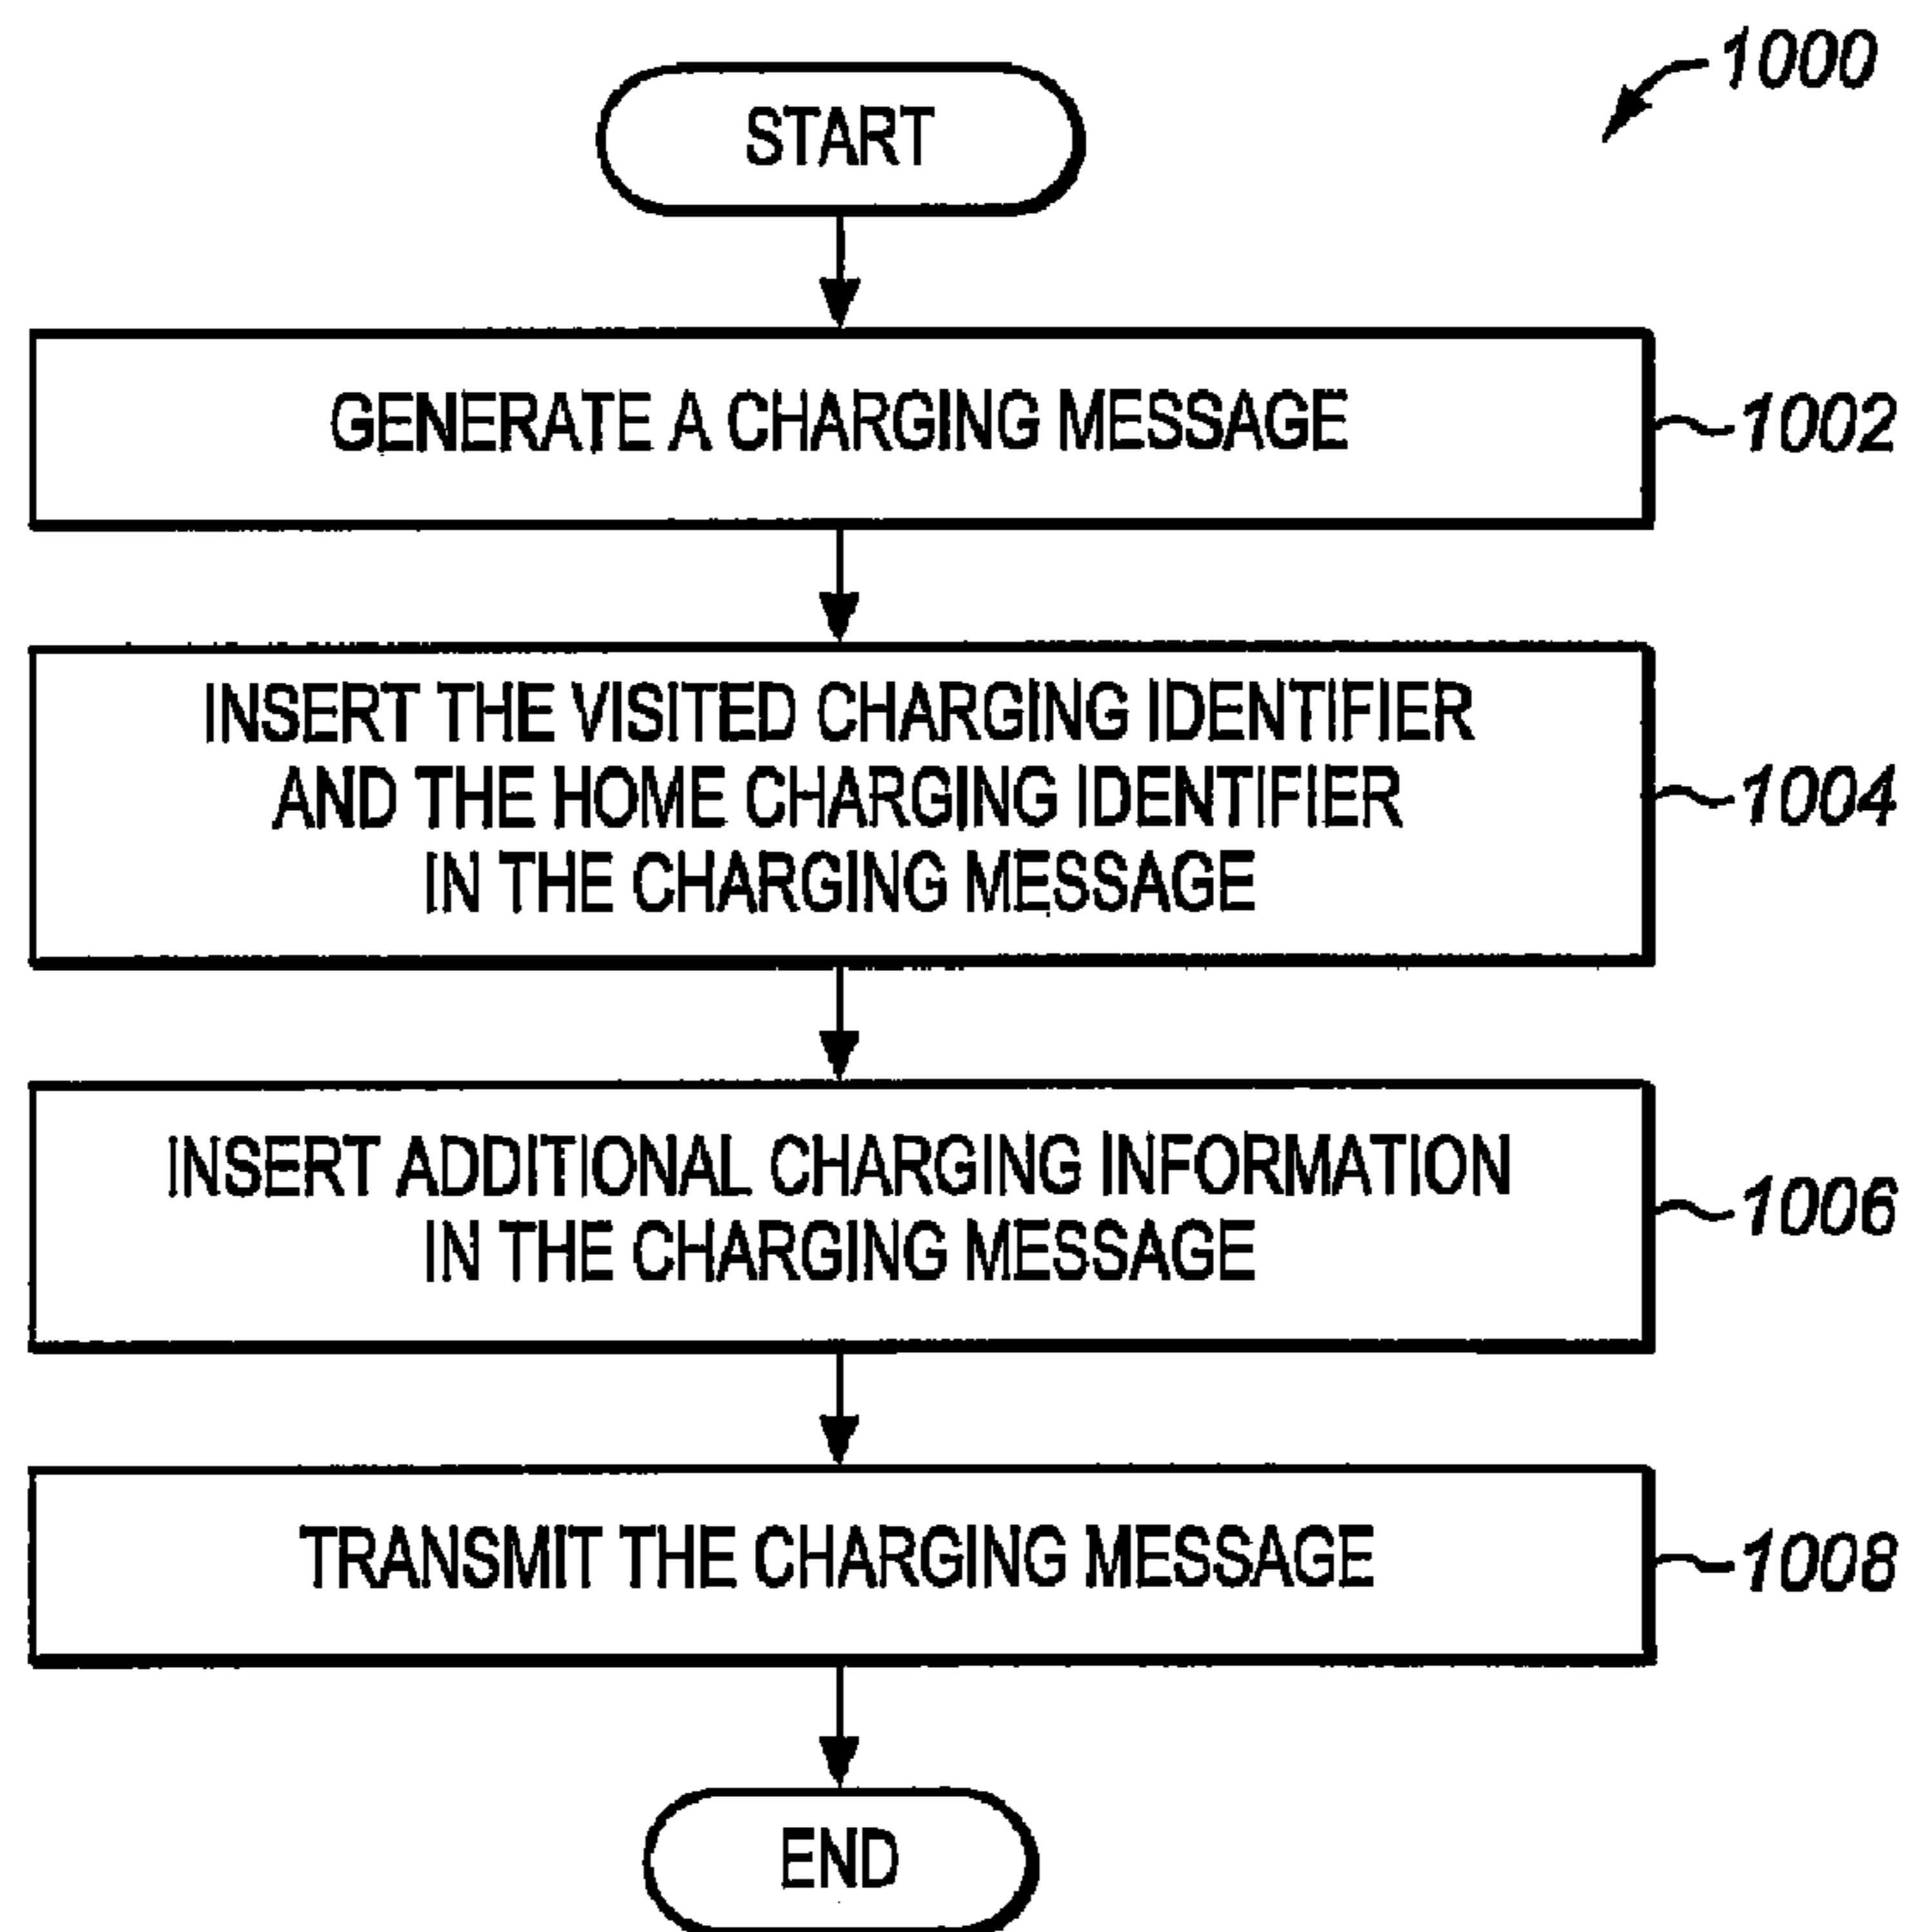 1000
START
GENERATE A CHARGING MESSAGE
1002
INSERT THE VISITED CHARGING IDENTIFIER
AND THE HOME CHARGING IDENTIFIER
IN THE CHARGING MESSAGE
1004
INSERT ADDITIONAL CHARGING INFORMATION
IN THE CHARGING MESSAGE
1006
TRANSMIT THE CHARGING MESSAGE
1008
END